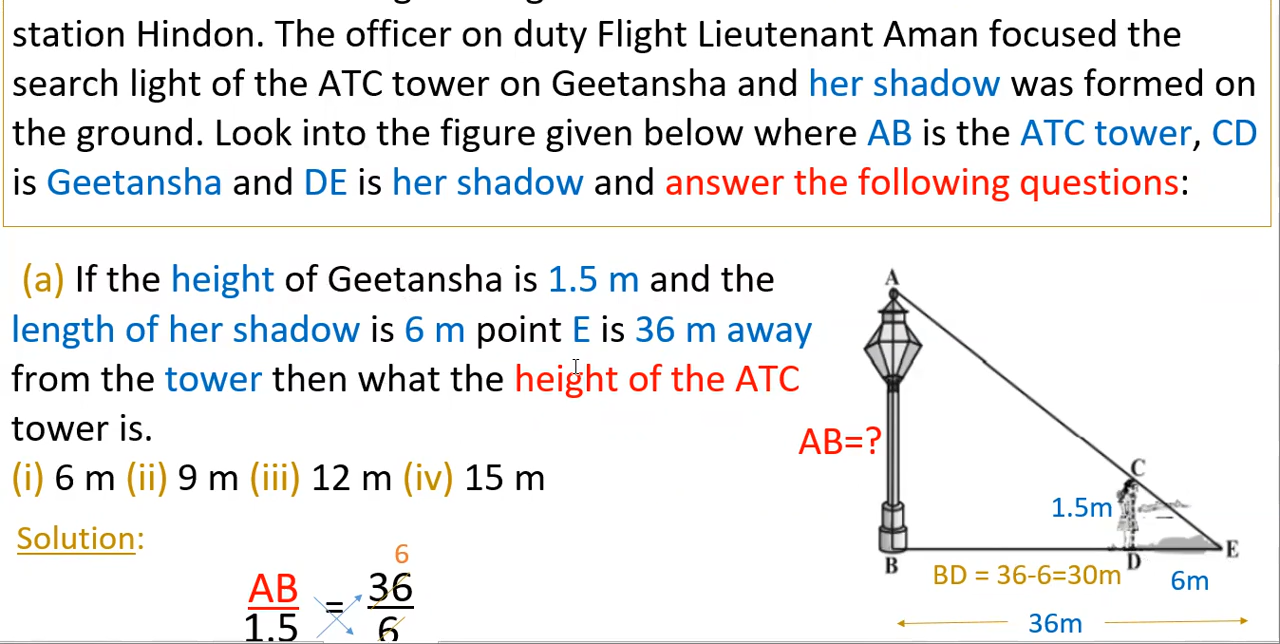 station Hindon. The officer on duty Flight Lieutenant Aman focused the
search light of the ATC tower on Geetansha and her shadow was formed on
the ground. Look into the figure given below where AB is the ATC tower, CD
is Geetansha and DE is her shadow and answer the following questions:
(a) If the height of Geetansha is 1.5 m and the
length of her shadow is 6 m point E is 36 m away
from the tower then what the height of the ATC
tower is.
(i) 6 m (ii) 9 m (iii) 12 m (iv) 15 m
Solution:
6
AB = 36
1.5 6
A
AB=?
C
1.5m
E
B
D
BD = 36-6=30m
6m
36m